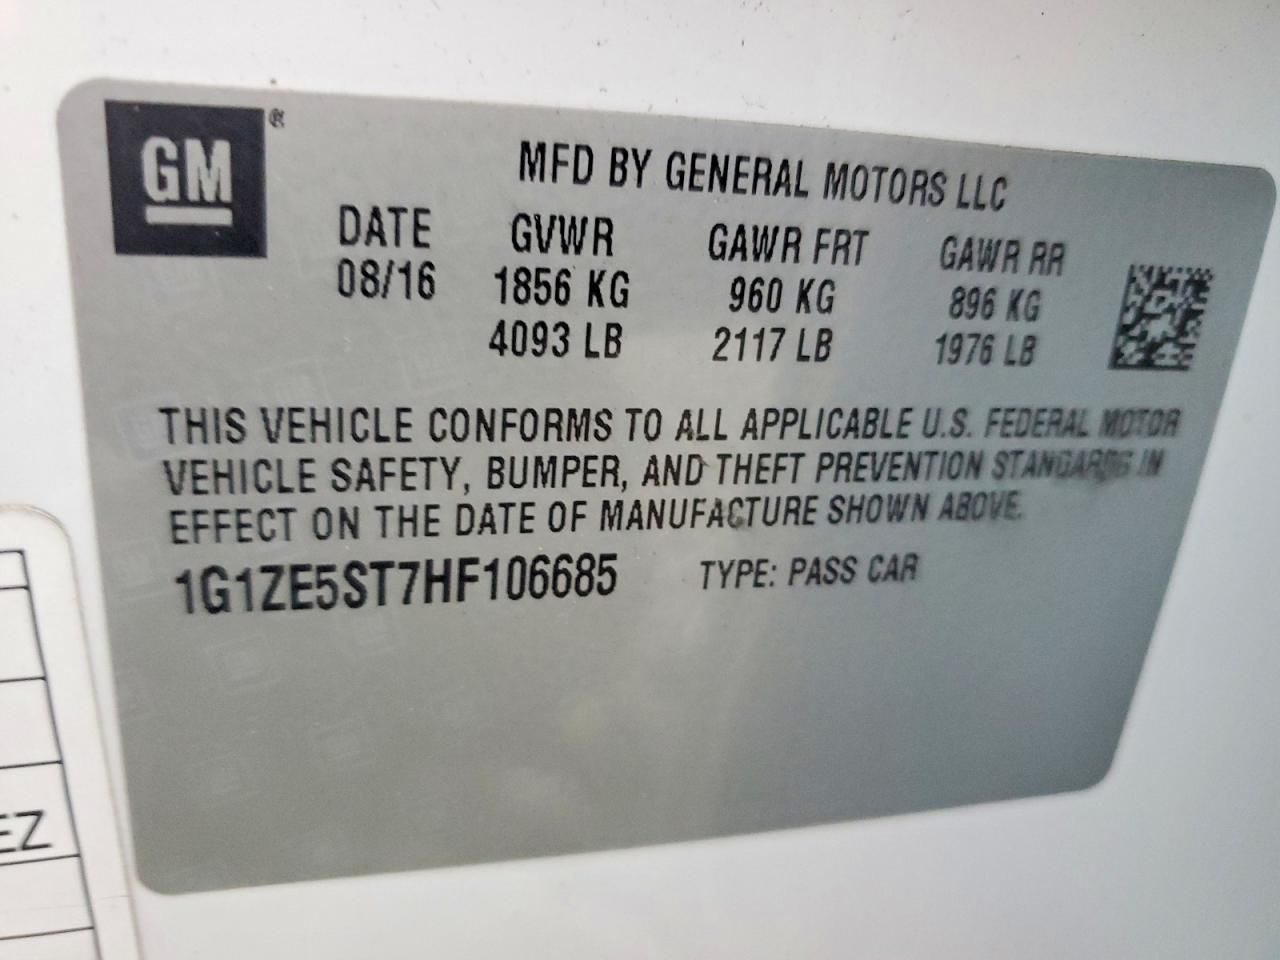 GM®
MFD BY GENERAL MOTORS LLC
DATE GVWR GAWR FRT GAWR RR
08/16 1856 KG 960 KG 896 KG
4093 LB 2117 LB 1976 LB
THIS VEHICLE CONFORMS TO ALL APPLICABLE U.S. FEDERAL MOTOR
VEHICLE SAFETY, BUMPER, AND THEFT PREVENTION STANDARDS IN
EFFECT ON THE DATE OF MANUFACTURE SHOWN ABOVE.
1G1ZE5ST7HF106685 TYPE: PASS CAR
EZ